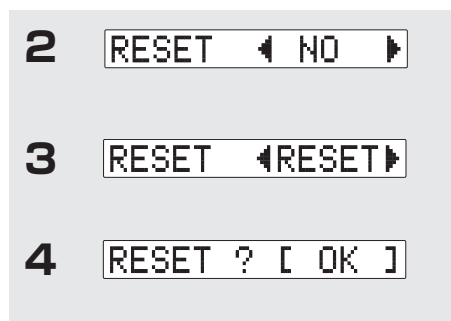 2 RESET ◀ NO ▶
3 RESET ◀RESET▶
4 RESET ? [ OK ]